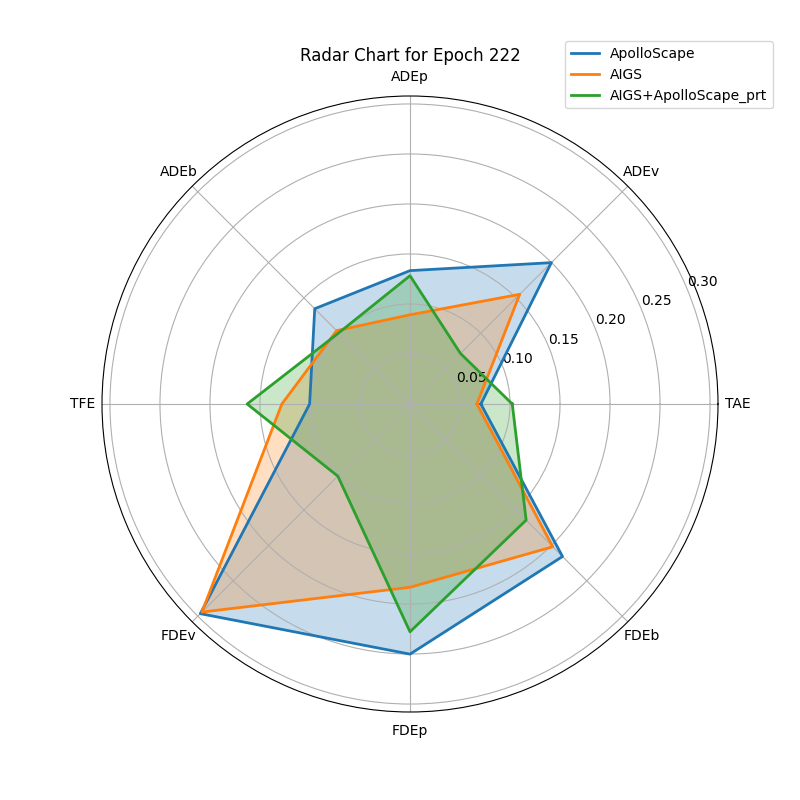 Radar Chart for Epoch 222
ApolloScape
AIGS
AIGS+ApolloScape_prt
ADEp
ADEb
ADEv
0.30
0.25
0.20
0.15
0.10
0.05
TFE
TAE
FDEv
FDEb
FDEp